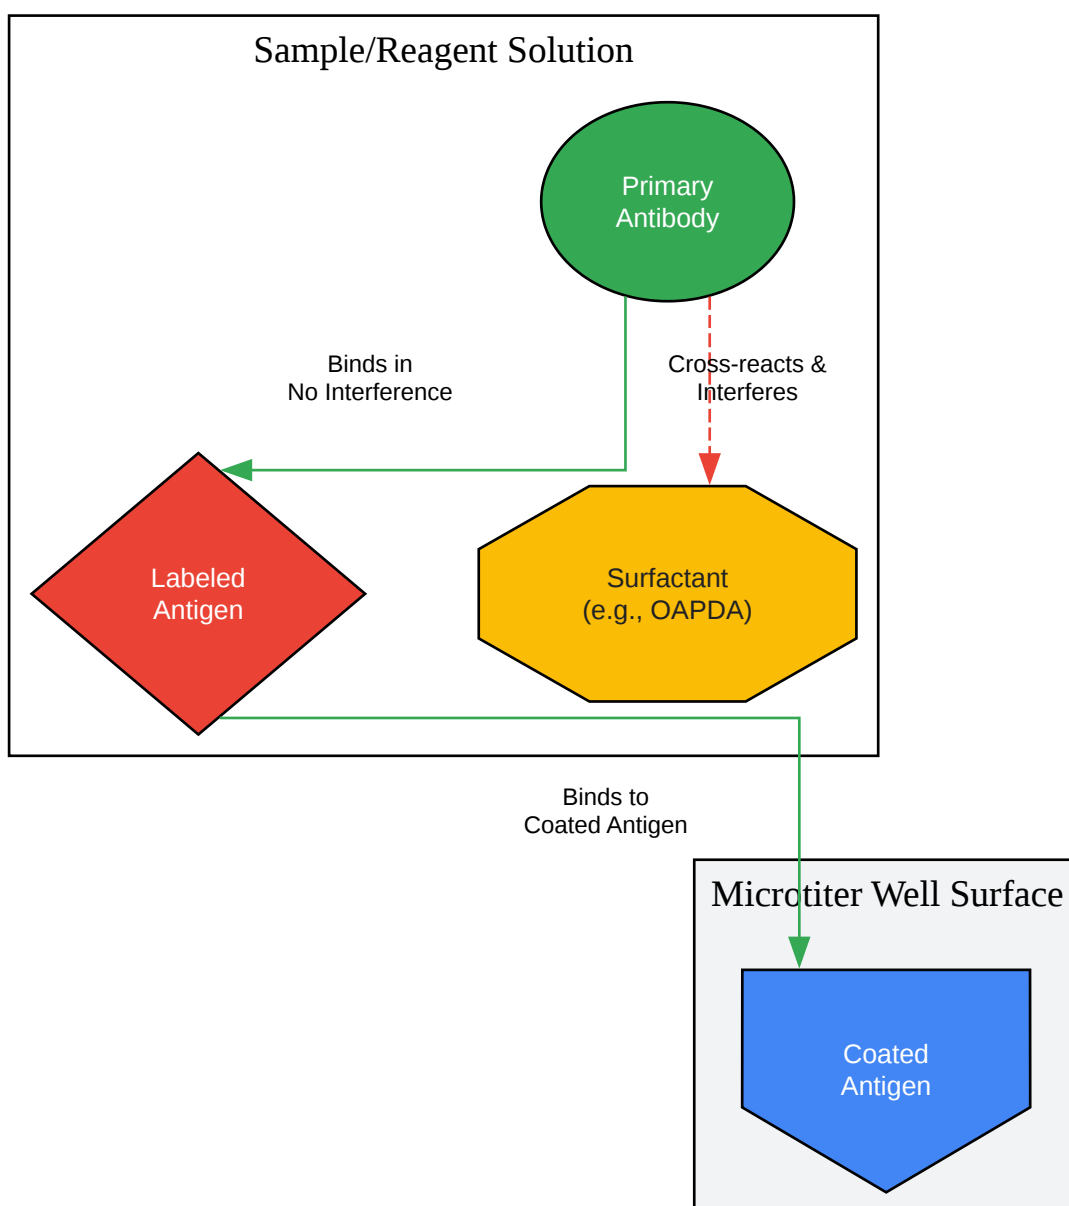 Sample/Reagent Solution
Primary
Antibody
Binds in
No Interference
Cross-reacts &
Interferes
Labeled
Antigen
Surfactant
(e.g., OAPDA)
Binds to
Coated Antigen
Microtiter Well Surface
Coated
Antigen